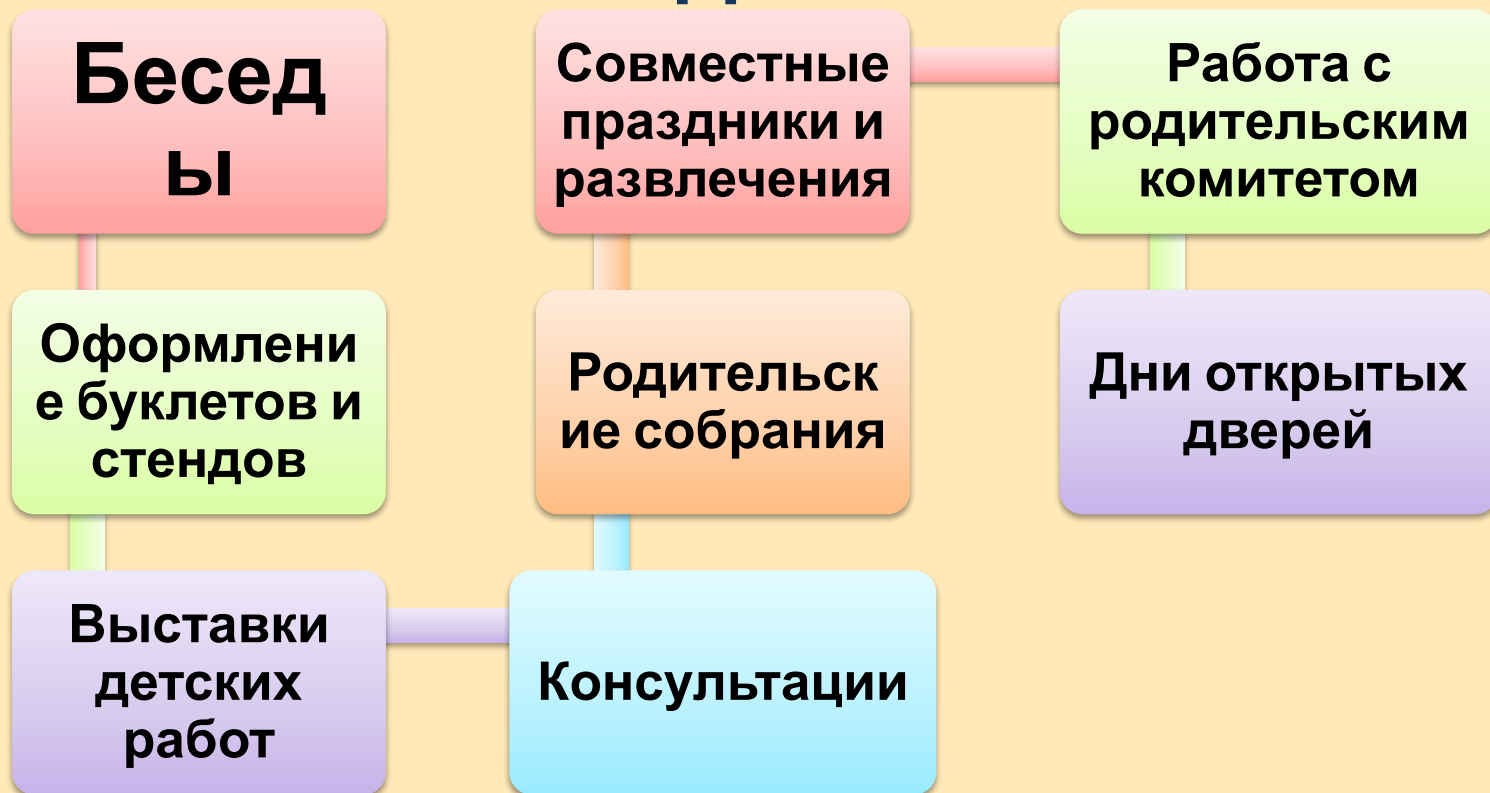 Бесед
ы
Оформлени
е буклетов и
стендов
Выставки
детских
работ
Консультации
Родительск
ие собрания
Совместные
праздники и
развлечения
Работа с
родительским
комитетом
Дни открытых
дверей